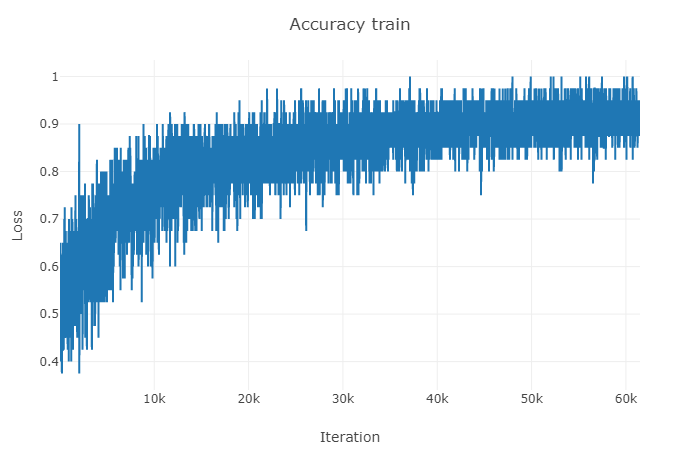 Accuracy train
1
0.9
0.8
0.7
0.6
0.5
0.4
Loss
10k
20k
30k
40k
50k
60k
Iteration